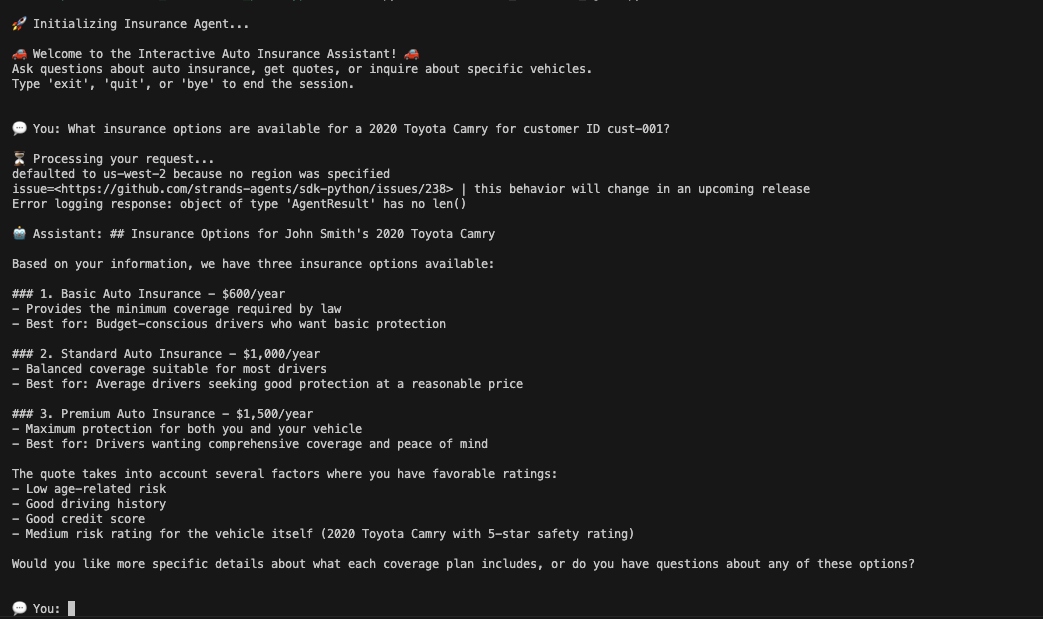 🚀 Initializing Insurance Agent...
🚗 Welcome to the Interactive Auto Insurance Assistant! 🚗
Ask questions about auto insurance, get quotes, or inquire about specific vehicles.
Type 'exit', 'quit', or 'bye' to end the session.
💬 You: What insurance options are available for a 2020 Toyota Camry for customer ID cust-001?
⏳ Processing your request...
defaulted to us-west-2 because no region was specified
issue=<https://github.com/strands-agents/sdk-python/issues/238> | this behavior will change in an upcoming release
Error logging response: object of type 'AgentResult' has no len()
🤖 Assistant: ## Insurance Options for John Smith's 2020 Toyota Camry
Based on your information, we have three insurance options available:
### 1. Basic Auto Insurance - $600/year
- Provides the minimum coverage required by law
- Best for: Budget-conscious drivers who want basic protection
### 2. Standard Auto Insurance - $1,000/year
- Balanced coverage suitable for most drivers
- Best for: Average drivers seeking good protection at a reasonable price
### 3. Premium Auto Insurance - $1,500/year
- Maximum protection for both you and your vehicle
- Best for: Drivers wanting comprehensive coverage and peace of mind
The quote takes into account several factors where you have favorable ratings:
- Low age-related risk
- Good driving history
- Good credit score
- Medium risk rating for the vehicle itself (2020 Toyota Camry with 5-star safety rating)
Would you like more specific details about what each coverage plan includes, or do you have questions about any of these options?
💬 You: